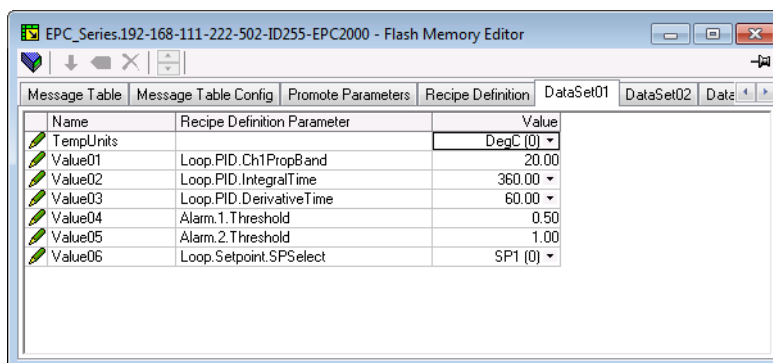 EPC_Series.192-168-111-222-502-ID255-EPC2000 - Flash Memory Editor
Message Table Message Table Config Promote Parameters Recipe Definition DataSet01 DataSet02 Data
Name Recipe Definition Parameter Value
TempUnits DegC (0)
Value01 Loop.PID.Ch1PropBand 20.00
Value02 Loop.PID.IntegralTime 360.00
Value03 Loop.PID.DerivativeTime 60.00
Value04 Alarm.1.Threshold 0.50
Value05 Alarm.2.Threshold 1.00
Value06 Loop.Setpoint.SPSelect SP1 (0)